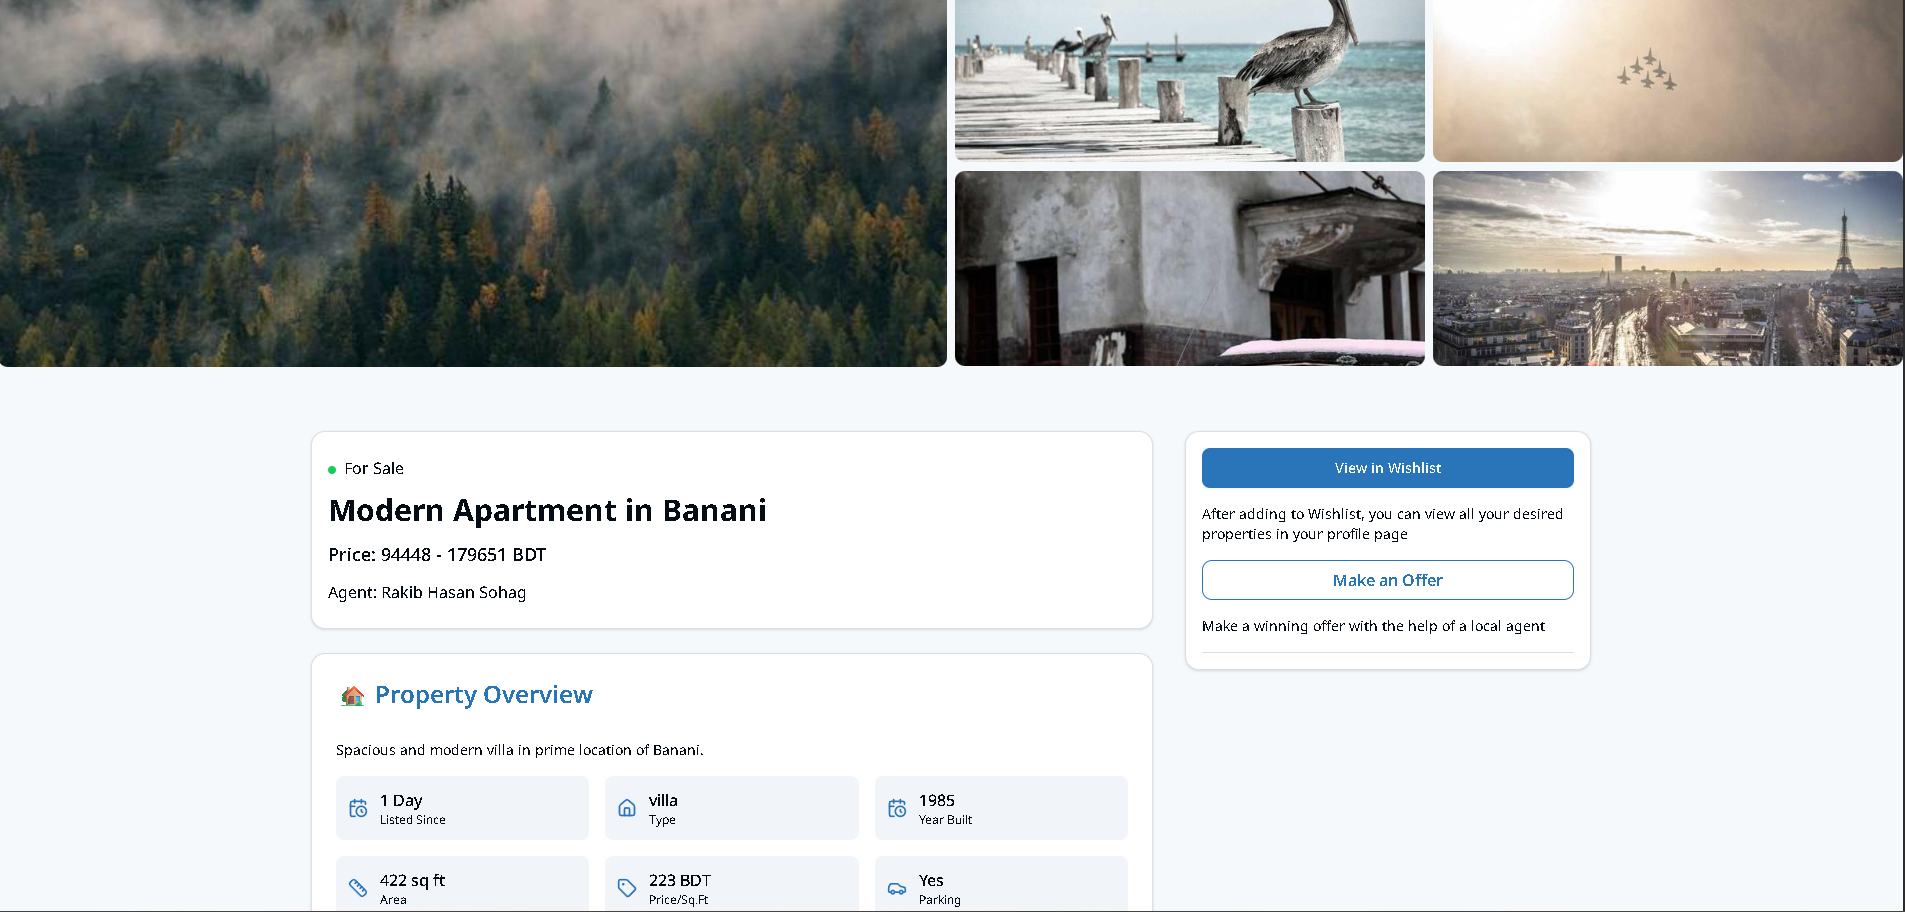 For Sale
Modern Apartment in Banani
Price: 94448 - 179651 BDT
Agent: Rakib Hasan Sohag
View in Wishlist
After adding to Wishlist, you can view all your desired
properties in your profile page
Make an Offer
Make a winning offer with the help of a local agent
Property Overview
Spacious and modern villa in prime location of Banani.
1 Day
Listed Since
villa
Type
1985
Year Built
422 sq ft
Area
223 BDT
Price/Sq.Ft
Yes
Parking